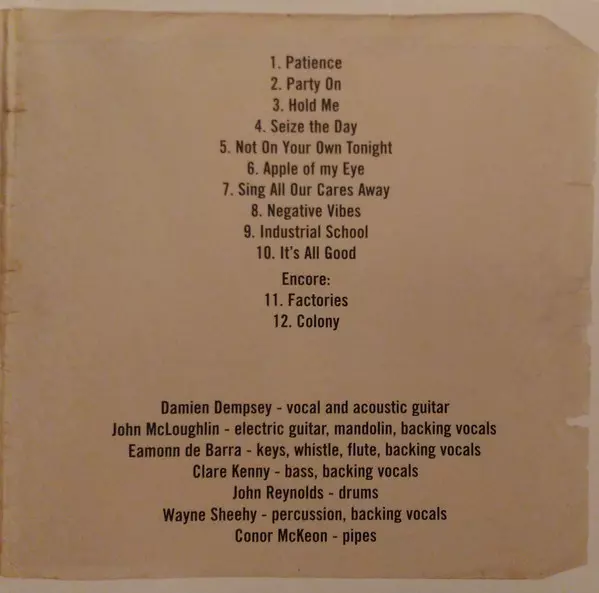 1. Patience
2. Party On
3. Hold Me
4. Seize the Day
5. Not On Your Own Tonight
6. Apple of my Eye
7. Sing All Our Cares Away
8. Negative Vibes
9. Industrial School
10. It's All Good
Encore:
11. Factories
12. Colony
Damien Dempsey - vocal and acoustic guitar
John McLoughlin - electric guitar, mandolin, backing vocals
Eamonn de Barra - keys, whistle, flute, backing vocals
Clare Kenny - bass, backing vocals
John Reynolds - drums
Wayne Sheehy - percussion, backing vocals
Conor McKeon - pipes